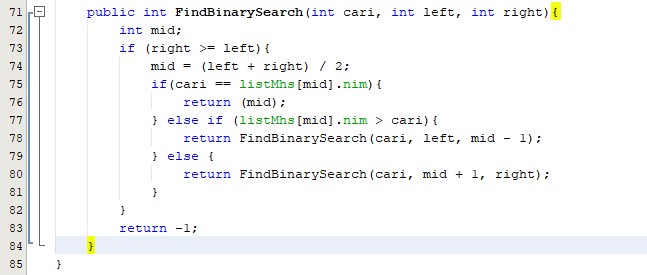 71 public int FindBinarySearch(int cari, int left, int right){
72 int mid;
73 if (right >= left){
74 mid = (left + right) / 2;
75 if(cari == listMhs[mid].nim){
76 return (mid);
77 } else if (listMhs[mid].nim > cari){
78 return FindBinarySearch(cari, left, mid - 1);
79 } else {
80 return FindBinarySearch(cari, mid + 1, right);
81 }
82 }
83 return -1;
84 }
85 }